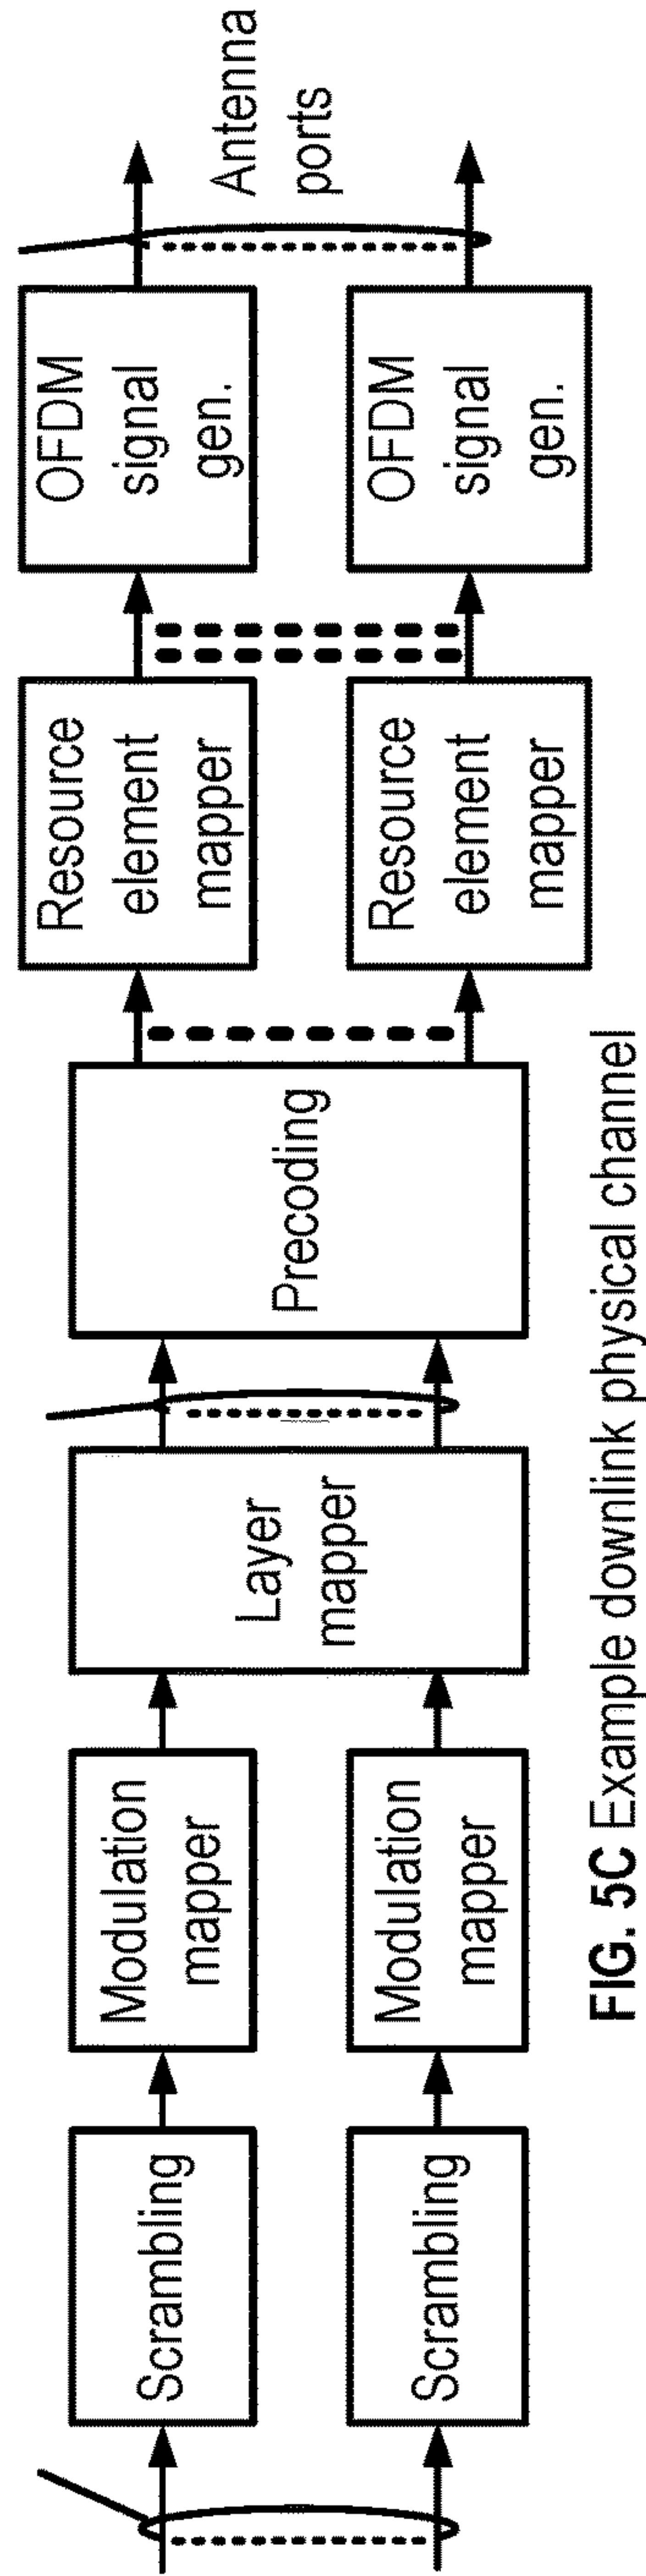 Scrambling
Scrambling
Modulation
mapper
Modulation
mapper
Layer
mapper
Precoding
Resource
element
mapper
Resource
element
mapper
OFDM
signal
gen.
OFDM
signal
gen.
Antenna
ports
FIG. 5C Example downlink physical channel